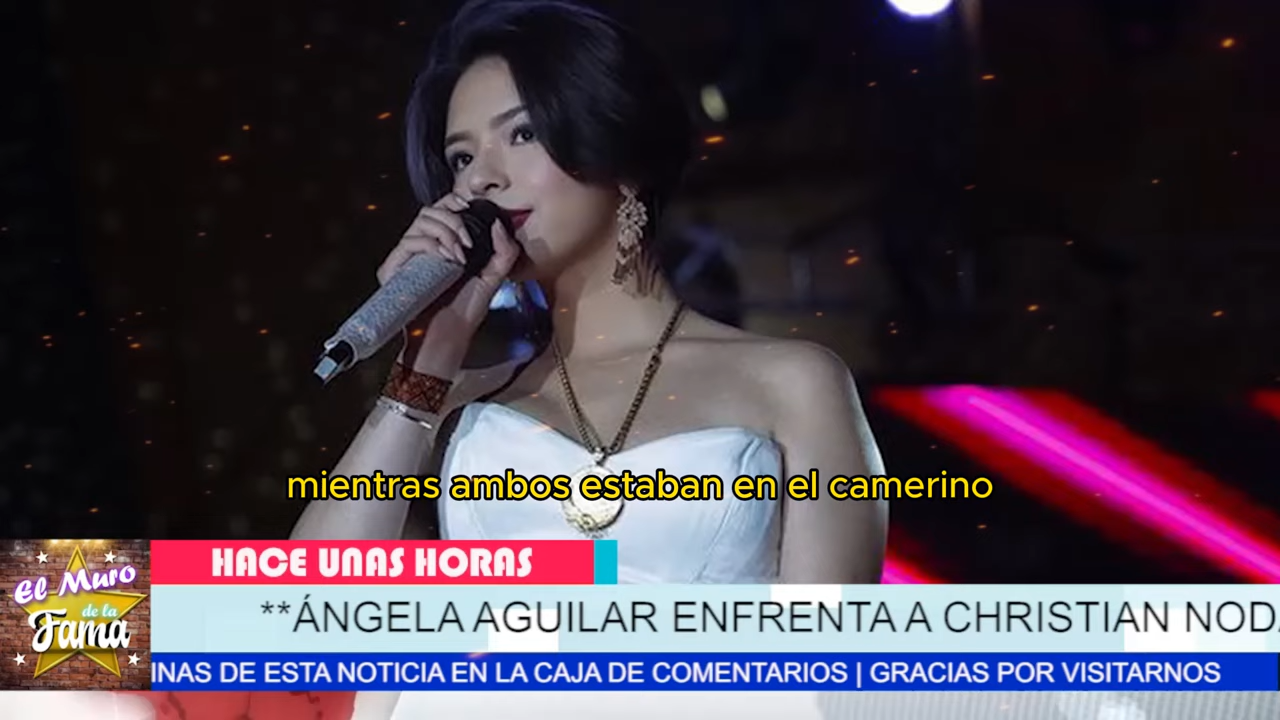 mientras ambos estaban en el camerino
HACE UNAS HORAS
El Muro
de la
Fama
**ÁNGELA AGUILAR ENFRENTA A CHRISTIAN NODA
INAS DE ESTA NOTICIA EN LA CAJA DE COMENTARIOS | GRACIAS POR VISITARNOS